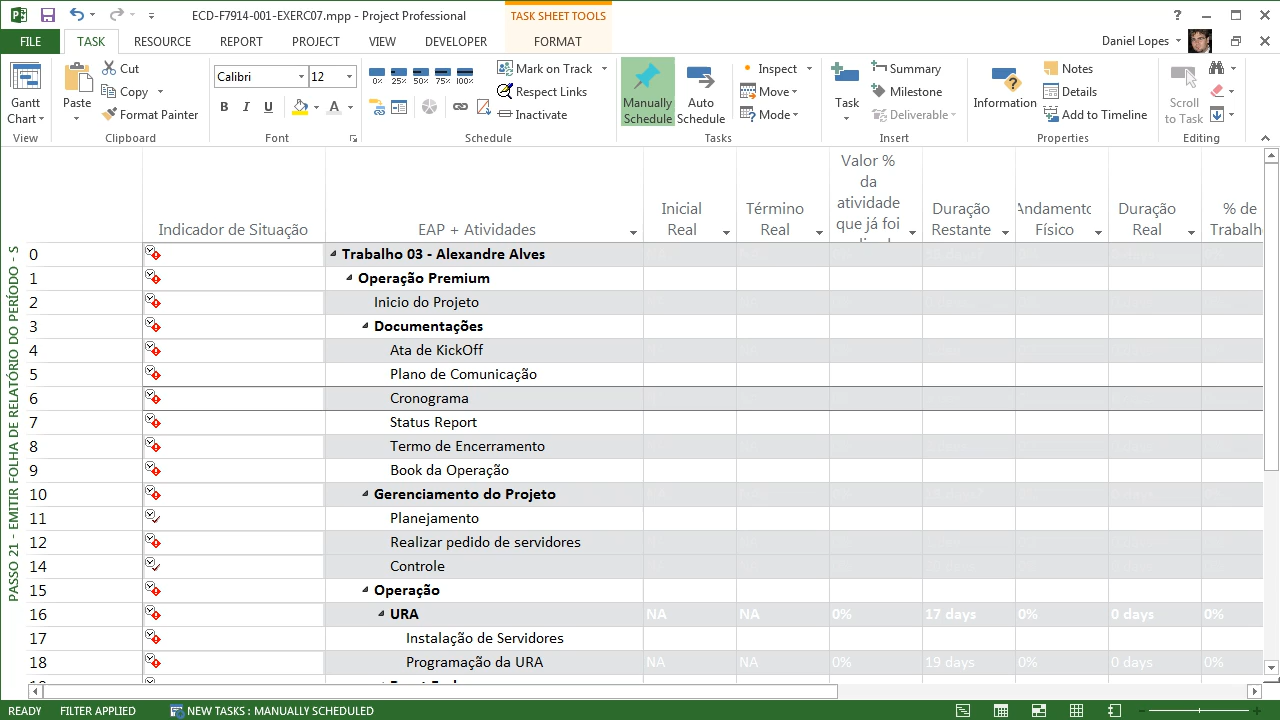 ECD-F7914-001-EXERC07.mpp - Project Professional
TASK SHEET TOOLS
FILE TASK RESOURCE REPORT PROJECT VIEW DEVELOPER FORMAT
Daniel Lopes
Gantt Chart
View
Paste
Cut
Copy
Format Painter
Clipboard
Calibri 12
B I U A
Font
0% 25% 50% 75% 100%
Mark on Track
Respect Links
Inactivate
Schedule
Manually Schedule
Auto Schedule
Inspect
Move
Mode
Tasks
Task
Summary
Milestone
Deliverable
Insert
Information
Notes
Details
Add to Timeline
Properties
Scroll to Task
Editing
PASSO 21 - EMITIR FOLHA DE RELATÓRIO DO PERÍODO - S
Indicador de Situação
EAP + Atividades
Inicial Real
Término Real
Valor % da atividade que já foi
Duração Restante
Andamento Físico
Duração Real
% de Trabalh
0 Trabalho 03 - Alexandre Alves
1 Operação Premium
2 Inicio do Projeto
3 Documentações
4 Ata de KickOff
5 Plano de Comunicação
6 Cronograma
7 Status Report
8 Termo de Encerramento
9 Book da Operação
10 Gerenciamento do Projeto
11 Planejamento
12 Realizar pedido de servidores
14 Controle
15 Operação
16 URA NA NA 0% 17 days 0% 0 days 0%
17 Instalação de Servidores
18 Programação da URA NA NA 0% 19 days 0% 0 days 0%
READY FILTER APPLIED NEW TASKS : MANUALLY SCHEDULED